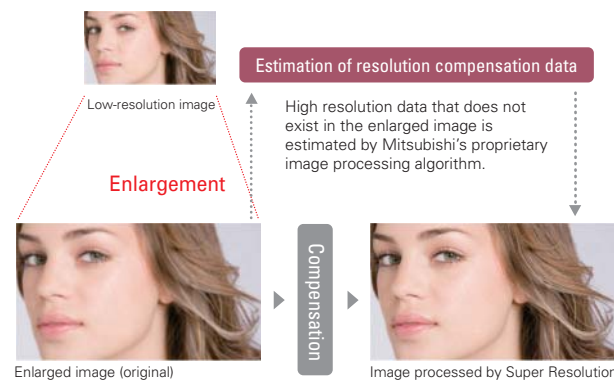 Estimation of resolution compensation data
Low-resolution image
High resolution data that does not
exist in the enlarged image is
estimated by Mitsubishi's proprietary
image processing algorithm.
Enlargement
Compensation
Enlarged image (original)
Image processed by Super Resolution